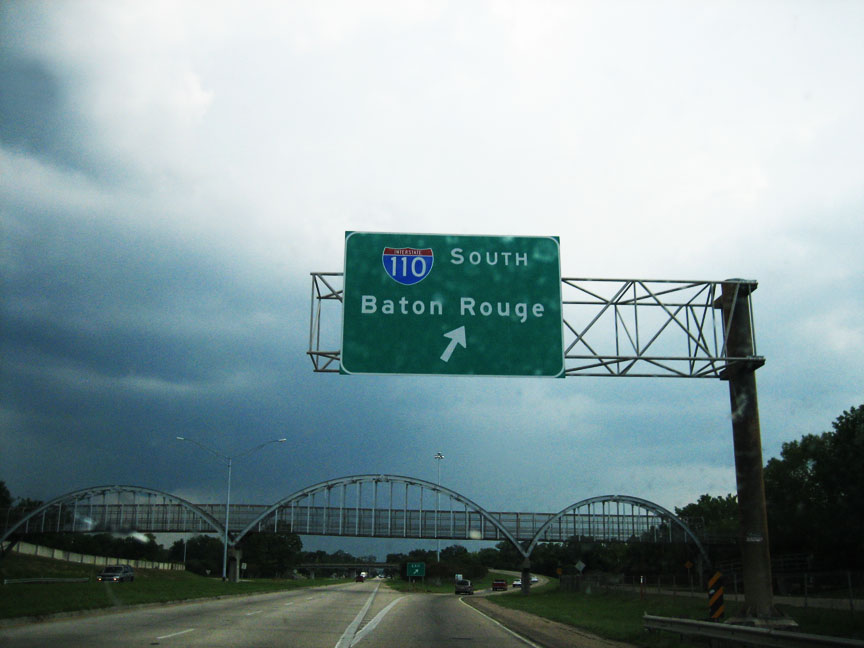 INTERSTATE
110 SOUTH
Baton Rouge